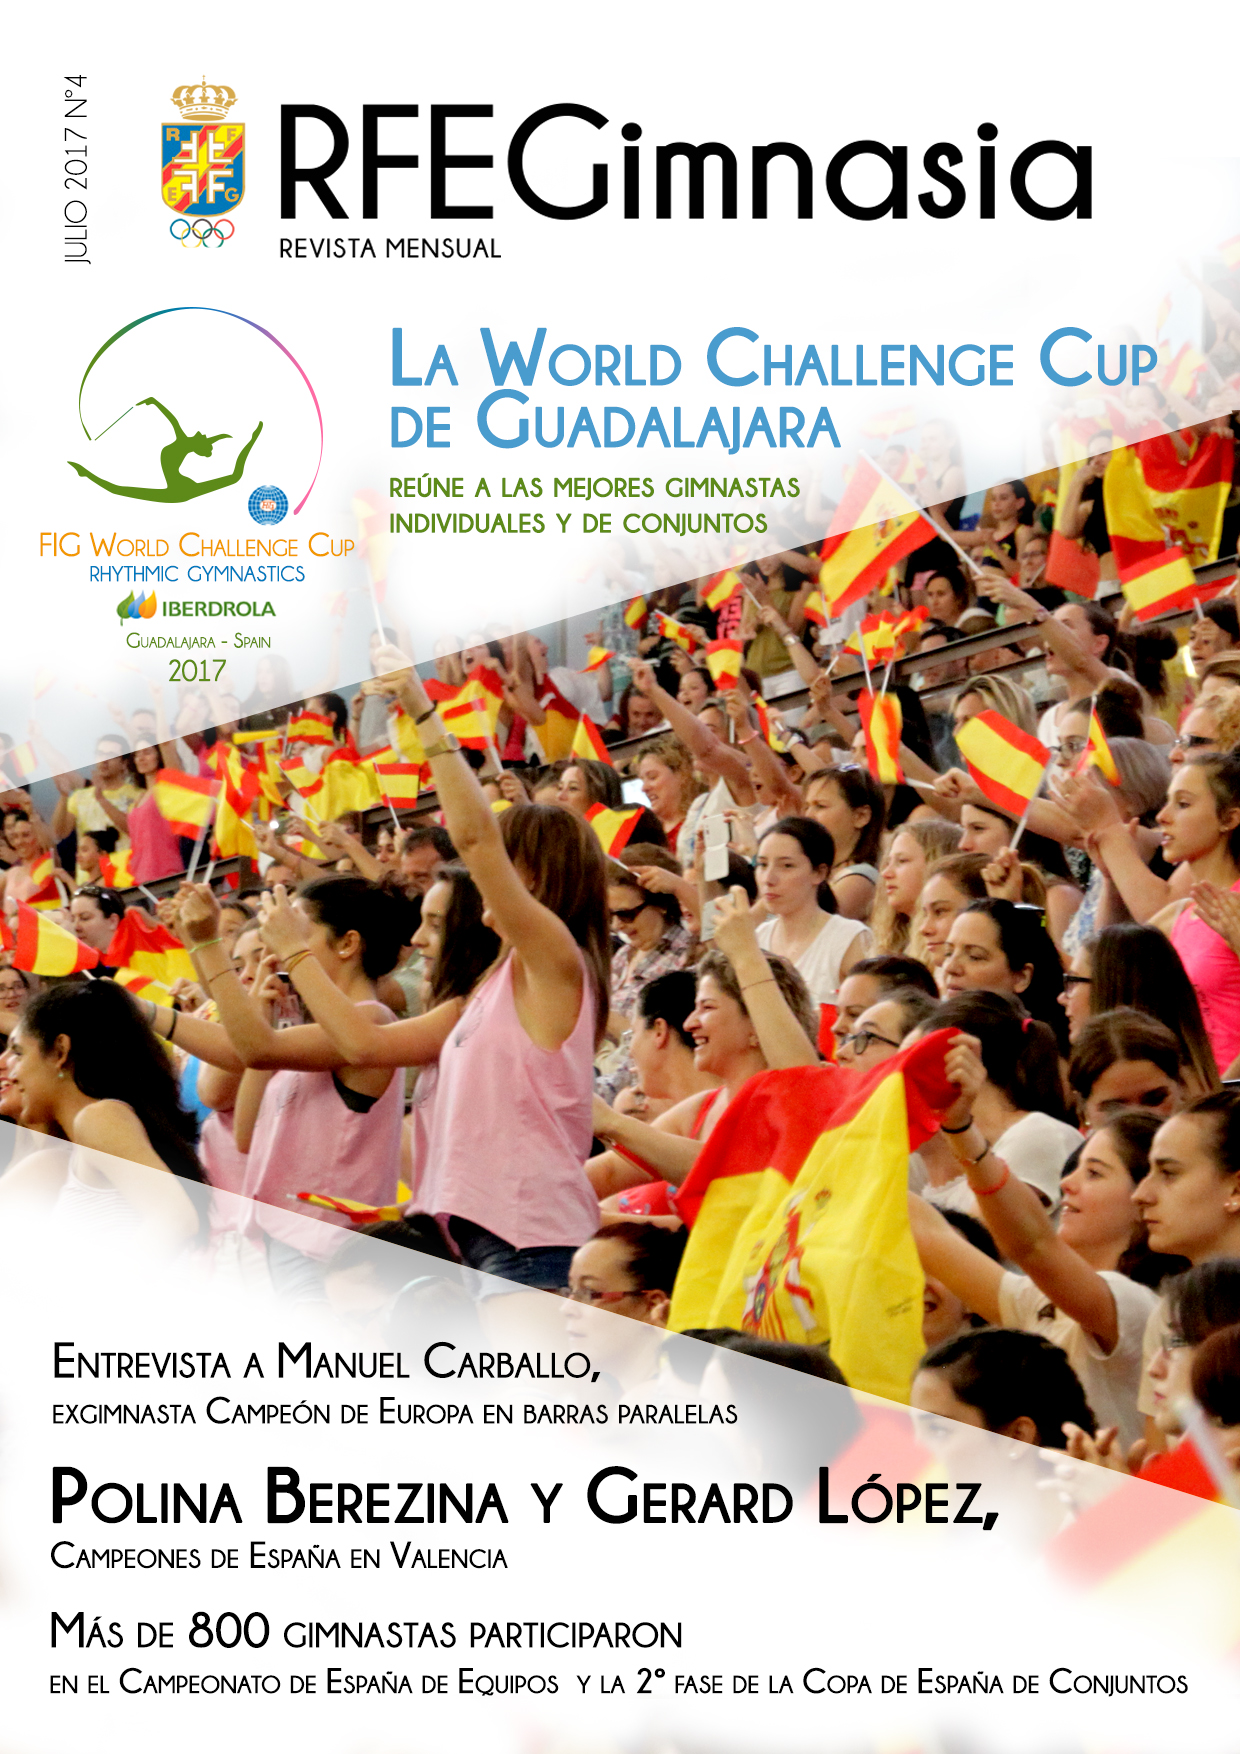 JULIO 2017 Nº4
R F
E G
RFEGimnasia
REVISTA MENSUAL
LA WORLD CHALLENGE CUP
DE GUADALAJARA
REÚNE A LAS MEJORES GIMNASTAS
INDIVIDUALES Y DE CONJUNTOS
FIG WORLD CHALLENGE CUP
RHYTHMIC GYMNASTICS
IBERDROLA
GUADALAJARA - SPAIN
2017
ENTREVISTA A MANUEL CARBALLO,
EXGIMNASTA CAMPEÓN DE EUROPA EN BARRAS PARALELAS
POLINA BEREZINA Y GERARD LÓPEZ,
CAMPEONES DE ESPAÑA EN VALENCIA
MÁS DE 800 GIMNASTAS PARTICIPARON
EN EL CAMPEONATO DE ESPAÑA DE EQUIPOS Y LA 2º FASE DE LA COPA DE ESPAÑA DE CONJUNTOS